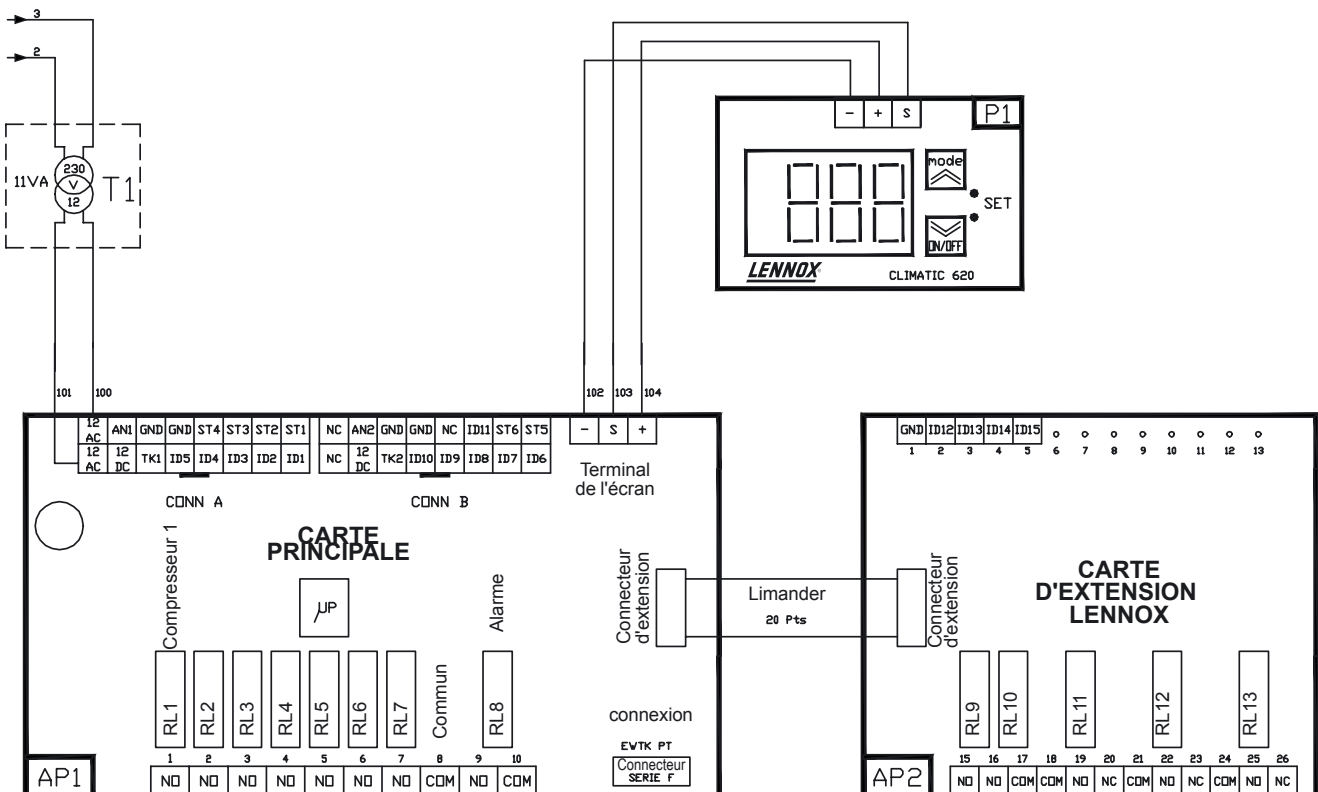 3
2
11VA
230
V
12
T1
101
100
- + S
P1
mode
SET
ON/OFF
LENNOX
CLIMATIC 620
102 103 104
12 AC AN1 GND GND ST4 ST3 ST2 ST1
12 AC 12 DC TK1 ID5 ID4 ID3 ID2 ID1
CONN A
NC AN2 GND GND NC ID11 ST6 ST5
NC 12 DC TK2 ID10 ID9 ID8 ID7 ID6
CONN B
- S +
Terminal
de l'écran
CARTE
PRINCIPALE
µP
Compresseur 1
Alarme
Commun
RL1 RL2 RL3 RL4 RL5 RL6 RL7 RL8
1 2 3 4 5 6 7 8 9 10
NO NO NO NO NO NO NO COM NO COM
AP1
Connecteur
d'extension
Limander
20 Pts
connexion
EWTK PT
Connecteur
SERIE F
GND ID12 ID13 ID14 ID15
1 2 3 4 5 6 7 8 9 10 11 12 13
Connecteur
d'extension
CARTE
D'EXTENSION
LENNOX
RL9 RL10 RL11 RL12 RL13
15 16 17 18 19 20 21 22 23 24 25 26
NO NO COM COM NO NC COM NO NC COM NO NC
AP2